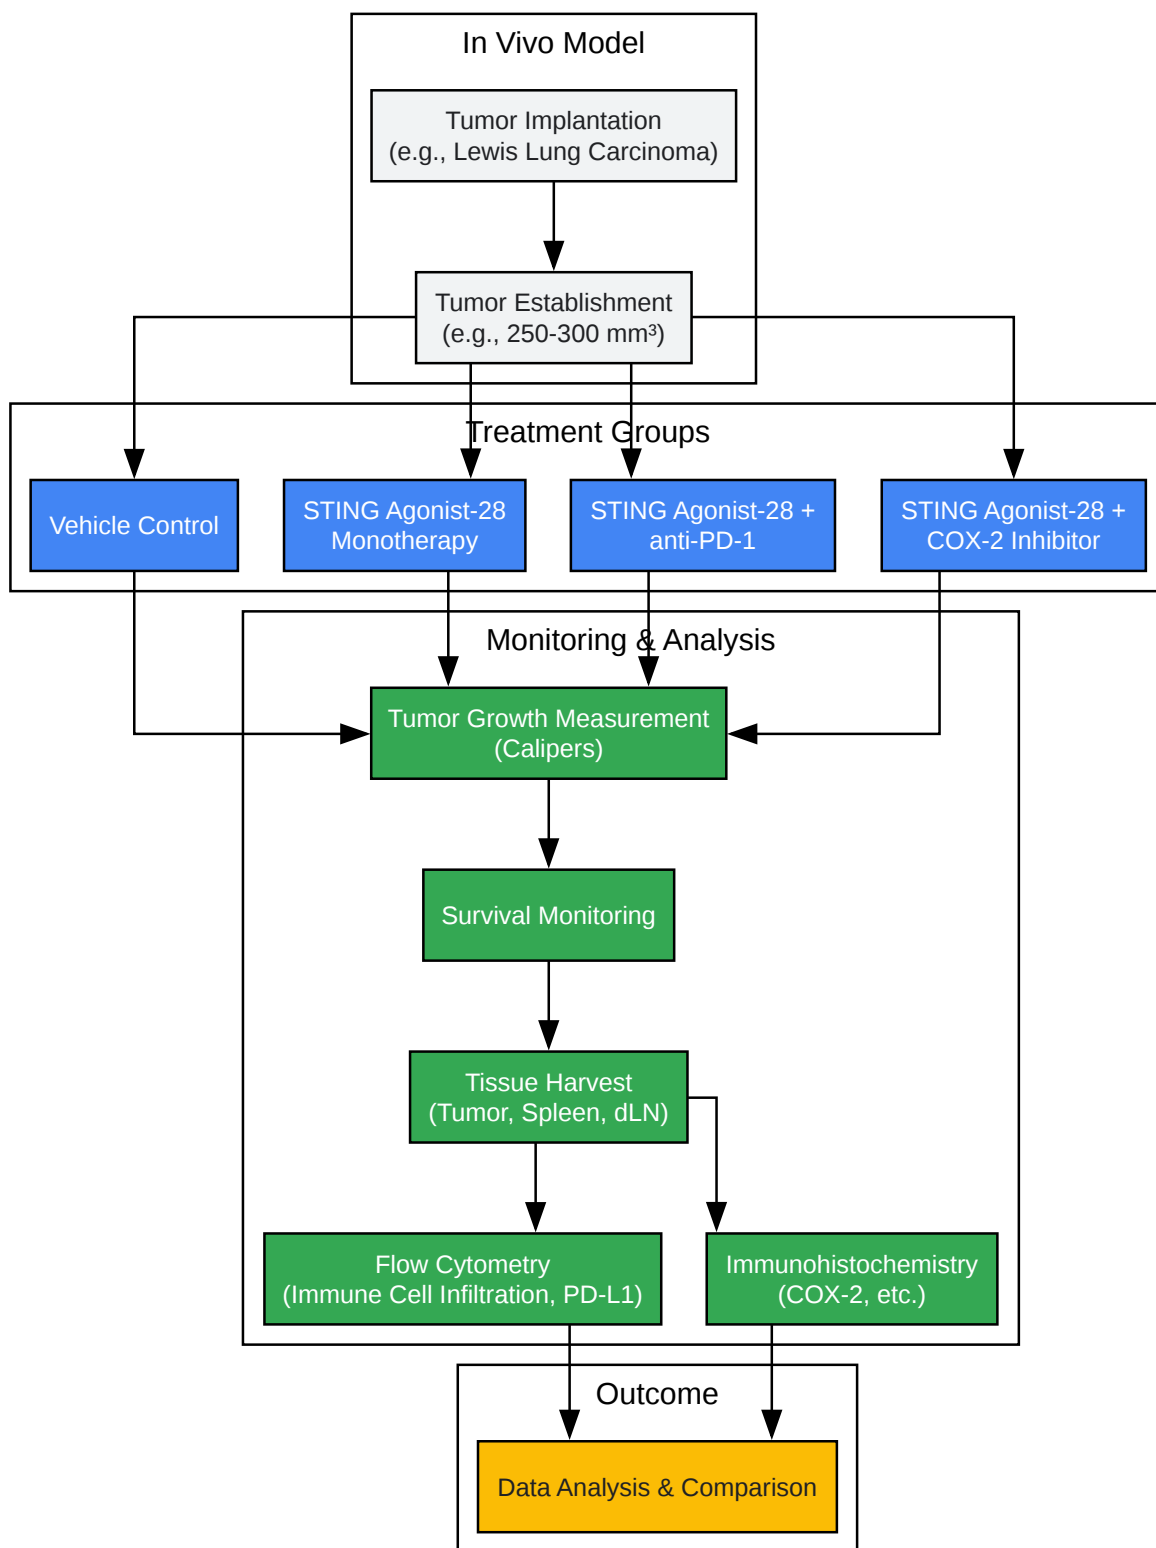 In Vivo Model
Tumor Implantation
(e.g., Lewis Lung Carcinoma)
Tumor Establishment
(e.g., 250-300 mm³)
Treatment Groups
Vehicle Control
STING Agonist-28
Monotherapy
STING Agonist-28 +
anti-PD-1
STING Agonist-28 +
COX-2 Inhibitor
Monitoring & Analysis
Tumor Growth Measurement
(Calipers)
Survival Monitoring
Tissue Harvest
(Tumor, Spleen, dLN)
Flow Cytometry
(Immune Cell Infiltration, PD-L1)
Immunohistochemistry
(COX-2, etc.)
Outcome
Data Analysis & Comparison